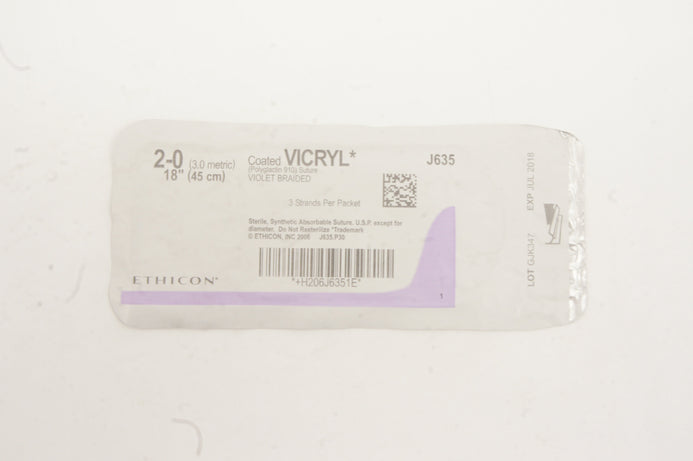 2-0 (3.0 metric)
18" (45 cm)
Coated VICRYL*
(Polyglactin 910) Suture
VIOLET BRAIDED
J635
3 Strands Per Packet
Sterile, Synthetic Absorbable Suture, U.S.P. except for
diameter. Do Not Resterilize *Trademark
© ETHICON, INC 2006 J635.P30
*+H206J6351E*
ETHICON*
1
LOT GJK347 EXP JUL 2018